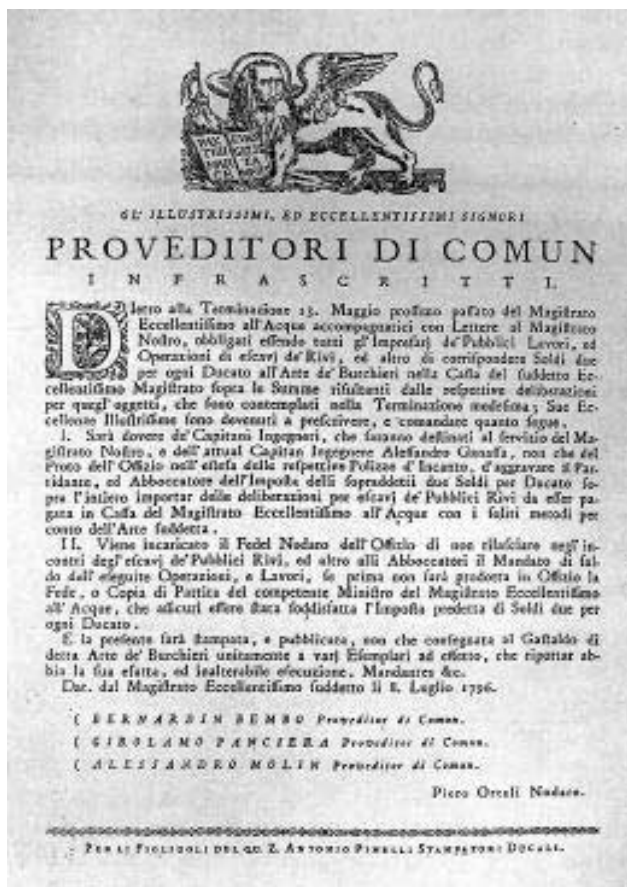 GL' ILLUSTRISSIMI, ED ECCELLENTISSIMI SIGNORI
PROVEDITORI DI COMUN
INFRASCRITTI.
DIetro alla Terminazione 13. Maggio prossimo passato del Magistrato
Eccellentissimo all'Acque accompagnatici con Lettere al Magistrato
Nostro, obbligati essendo tutti gl'Impresarj de'Pubblici Lavori, ed
Operazioni di escavj de'Rivi, ed altro di corrispondere Soldi due
per ogni Ducato all'Arte de'Burchieri nella Cassa del suddetto Ec-
cellentissimo Magistrato sopra le Summe risultanti dalle respettive deliberazioni
per quegl'oggetti, che sono contemplati nella Terminazione medesima; Sue Ec-
cellenze Illustrissime sono devenuti a prescrivere, e comandare quanto segue.
I. Sarà dovere de'Capitani Ingegneri, che saranno destinati al servizio del Ma-
gistrato Nostro, e dell'attual Capitan Ingegnere Alessandro, non che del
Proto dell'Offizio nell'estesa delle respettive Polizze d'Incanto, d'aggravare il Par-
tidante, ed Abboccatore dell'Imposta delli sopraddetti due Soldi per Ducato so-
pra l'intiero importar delle deliberazioni per escavj de'Pubblici Rivi da esser pa-
gata in Cassa del Magistrato Eccellentissimo all'Acque con i soliti metodi per
conto dell'Arte suddetta.
II. Viene incaricato il Fedel Nodaro dell'Offizio di non rilasciare negl'in-
contri degl'escavj de'Pubblici Rivi, ed altro alli Abboccatori il Mandato di sal-
do dell'eseguite Operazioni, e Lavori, se prima non sarà prodotta in Offizio la
Fede, o Copia di Partita del competente Ministro del Magistrato Eccellentissimo
all'Acque, che assicuri essere stata soddisfatta l'Imposta predetta di Soldi due per
ogni Ducato.
E la presente sarà stampata, e pubblicata, non che consegnata al Gastaldo di
detta Arte de'Burchieri unitamente a varj Esemplari ad effetto, che riportar ab-
bia la sua esatta, ed inalterabile esecuzione. Mandantes &c.
Dat. dal Magistrato Eccellentissimo suddetto li 8. Luglio 1796.
( BERNARDIN BEMBO Proveditor di Comun.
( GIROLAMO PANCIERA Proveditor di Comun.
( ALESSANDRO MOLIN Proveditor di Comun.
Piero Orteli Nodaro.
PER LI FIGLIUOLI DEL QU. Z. ANTONIO PINELLI STAMPATORI DUCALI.